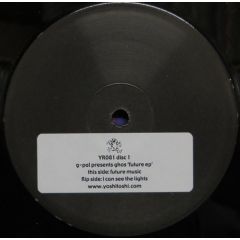 YR081 disc 1
g-pal presents ghos 'future ep'
this side: future music
flip side: i can see the lights
www.yoshitoshi.com